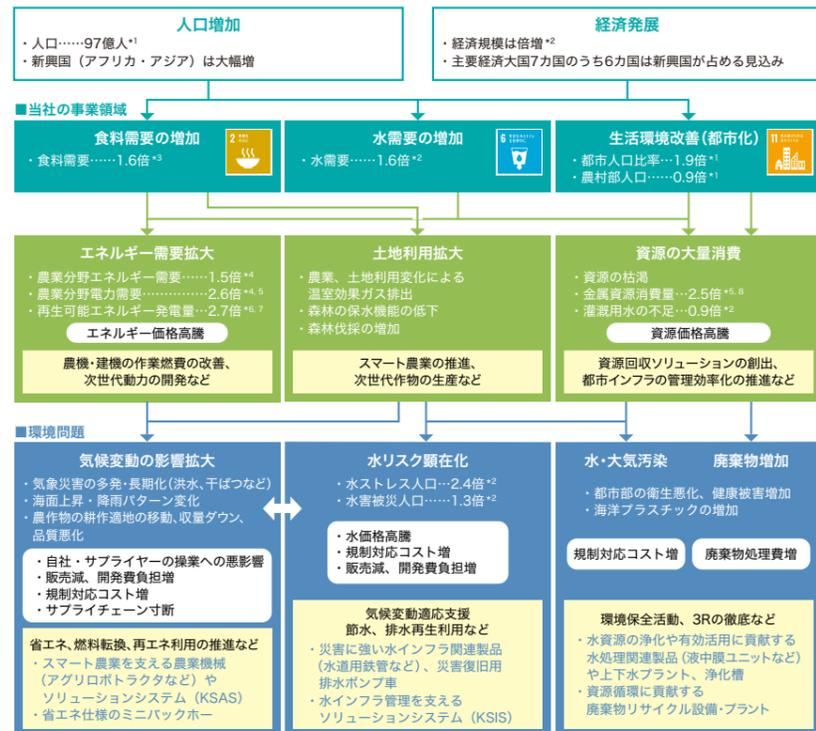 人口増加
・人口……97億人*1
・新興国（アフリカ・アジア）は大幅増
経済発展
・経済規模は倍増*2
・主要経済大国7カ国のうち6カ国は新興国が占める見込み
■当社の事業領域
食料需要の増加
・食料需要……1.6倍*3
2
水需要の増加
・水需要……1.6倍*2
6
生活環境改善（都市化）
・都市人口比率…1.9倍*1
・農村部人口……0.9倍*1
11
エネルギー需要拡大
・農業分野エネルギー需要……1.5倍*4
・農業分野電力需要……………2.6倍*4, 5
・再生可能エネルギー発電量…2.7倍*6, 7
エネルギー価格高騰
農機・建機の作業燃費の改善、
次世代動力の開発など
土地利用拡大
・農業、土地利用変化による
温室効果ガス排出
・森林の保水機能の低下
・森林伐採の増加
スマート農業の推進、
次世代作物の生産など
資源の大量消費
・資源の枯渇
・金属資源消費量…2.5倍*5, 8
・灌漑用水の不足…0.9倍*2
資源価格高騰
資源回収ソリューションの創出、
都市インフラの管理効率化の推進など
■環境問題
気候変動の影響拡大
・気象災害の多発・長期化（洪水、干ばつなど）
・海面上昇・降雨パターン変化
・農作物の耕作適地の移動、収量ダウン、
品質悪化
・自社・サプライヤーの操業への悪影響
・販売減、開発費負担増
・規制対応コスト増
・サプライチェーン寸断
省エネ、燃料転換、再エネ利用の推進など
・スマート農業を支える農業機械
（アグリロボトラクタなど）や
ソリューションシステム（KSAS）
・省エネ仕様のミニバックホー
水リスク顕在化
・水ストレス人口…2.4倍*2
・水害被災人口……1.3倍*2
・水価格高騰
・規制対応コスト増
・販売減、開発費負担増
気候変動適応支援
節水、排水再生利用など
・災害に強い水インフラ関連製品
（水道用鉄管など）、災害復旧用
排水ポンプ車
・水インフラ管理を支える
ソリューションシステム（KSIS）
水・大気汚染 廃棄物増加
・都市部の衛生悪化、健康被害増加
・海洋プラスチックの増加
規制対応コスト増
廃棄物処理費増
環境保全活動、3Rの徹底など
・水資源の浄化や有効活用に貢献する
水処理関連製品（液中膜ユニットなど）
や上下水プラント、浄化槽
・資源循環に貢献する
廃棄物リサイクル設備・プラント